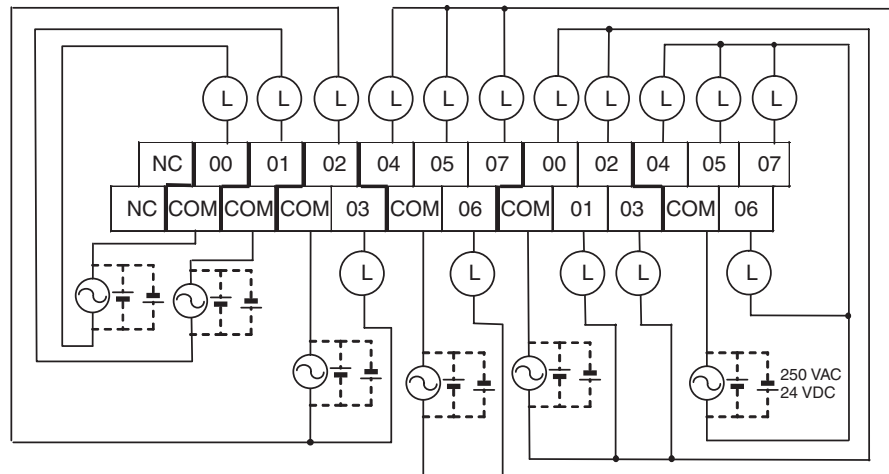 L L L L L L L L L L L
NC 00 01 02 04 05 07 00 02 04 05 07
NC COM COM COM 03 COM 06 COM 01 03 COM 06
L L L L L
250 VAC
24 VDC